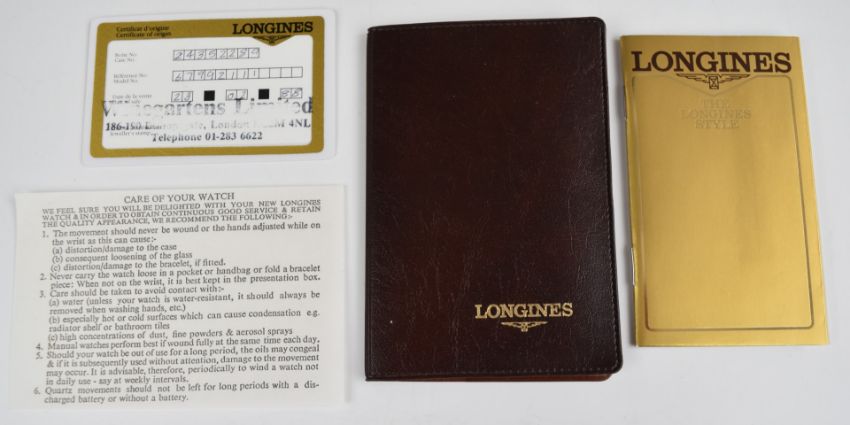 Certificat d'origine
Certificate of origin
LONGINES
Boîte No.
Case No.
24392289
Référence No.
Model No.
67892111
Date de la vente
23 02 88
Limited
London 4NL
Telephone 01-283 6622
CARE OF YOUR WATCH
WE FEEL SURE YOU WILL BE DELIGHTED WITH YOUR NEW LONGINES
WATCH & IN ORDER TO OBTAIN CONTINUOUS GOOD SERVICE & RETAIN
THE QUALITY APPEARANCE, WE RECOMMEND THE FOLLOWING:-
1. The movement should never be wound or the hands adjusted while on
the wrist as this can cause:-
(a) distortion/damage to the case
(b) consequent loosening of the glass
(c) distortion/damage to the bracelet, if fitted.
2. Never carry the watch loose in a pocket or handbag or fold a bracelet
piece: When not on the wrist, it is best kept in the presentation box.
3. Care should be taken to avoid contact with:-
(a) water (unless your watch is water-resistant, it should always be
removed when washing hands, etc.)
(b) especially hot or cold surfaces which can cause condensation e.g.
radiator shelf or bathroom tiles
(c) high concentrations of dust, fine powders & aerosol sprays
4. Manual watches perform best if wound fully at the same time each day.
5. Should your watch be out of use for a long period, the oils may congeal
& if it is subsequently used without attention, damage to the movement
may occur. It is advisable, therefore, periodically to wind a watch not
in daily use - say at weekly intervals.
6. Quartz movements should not be left for long periods with a dis-
charged battery or without a battery.
LONGINES
LONGINES
THE
LONGINES
STYLE